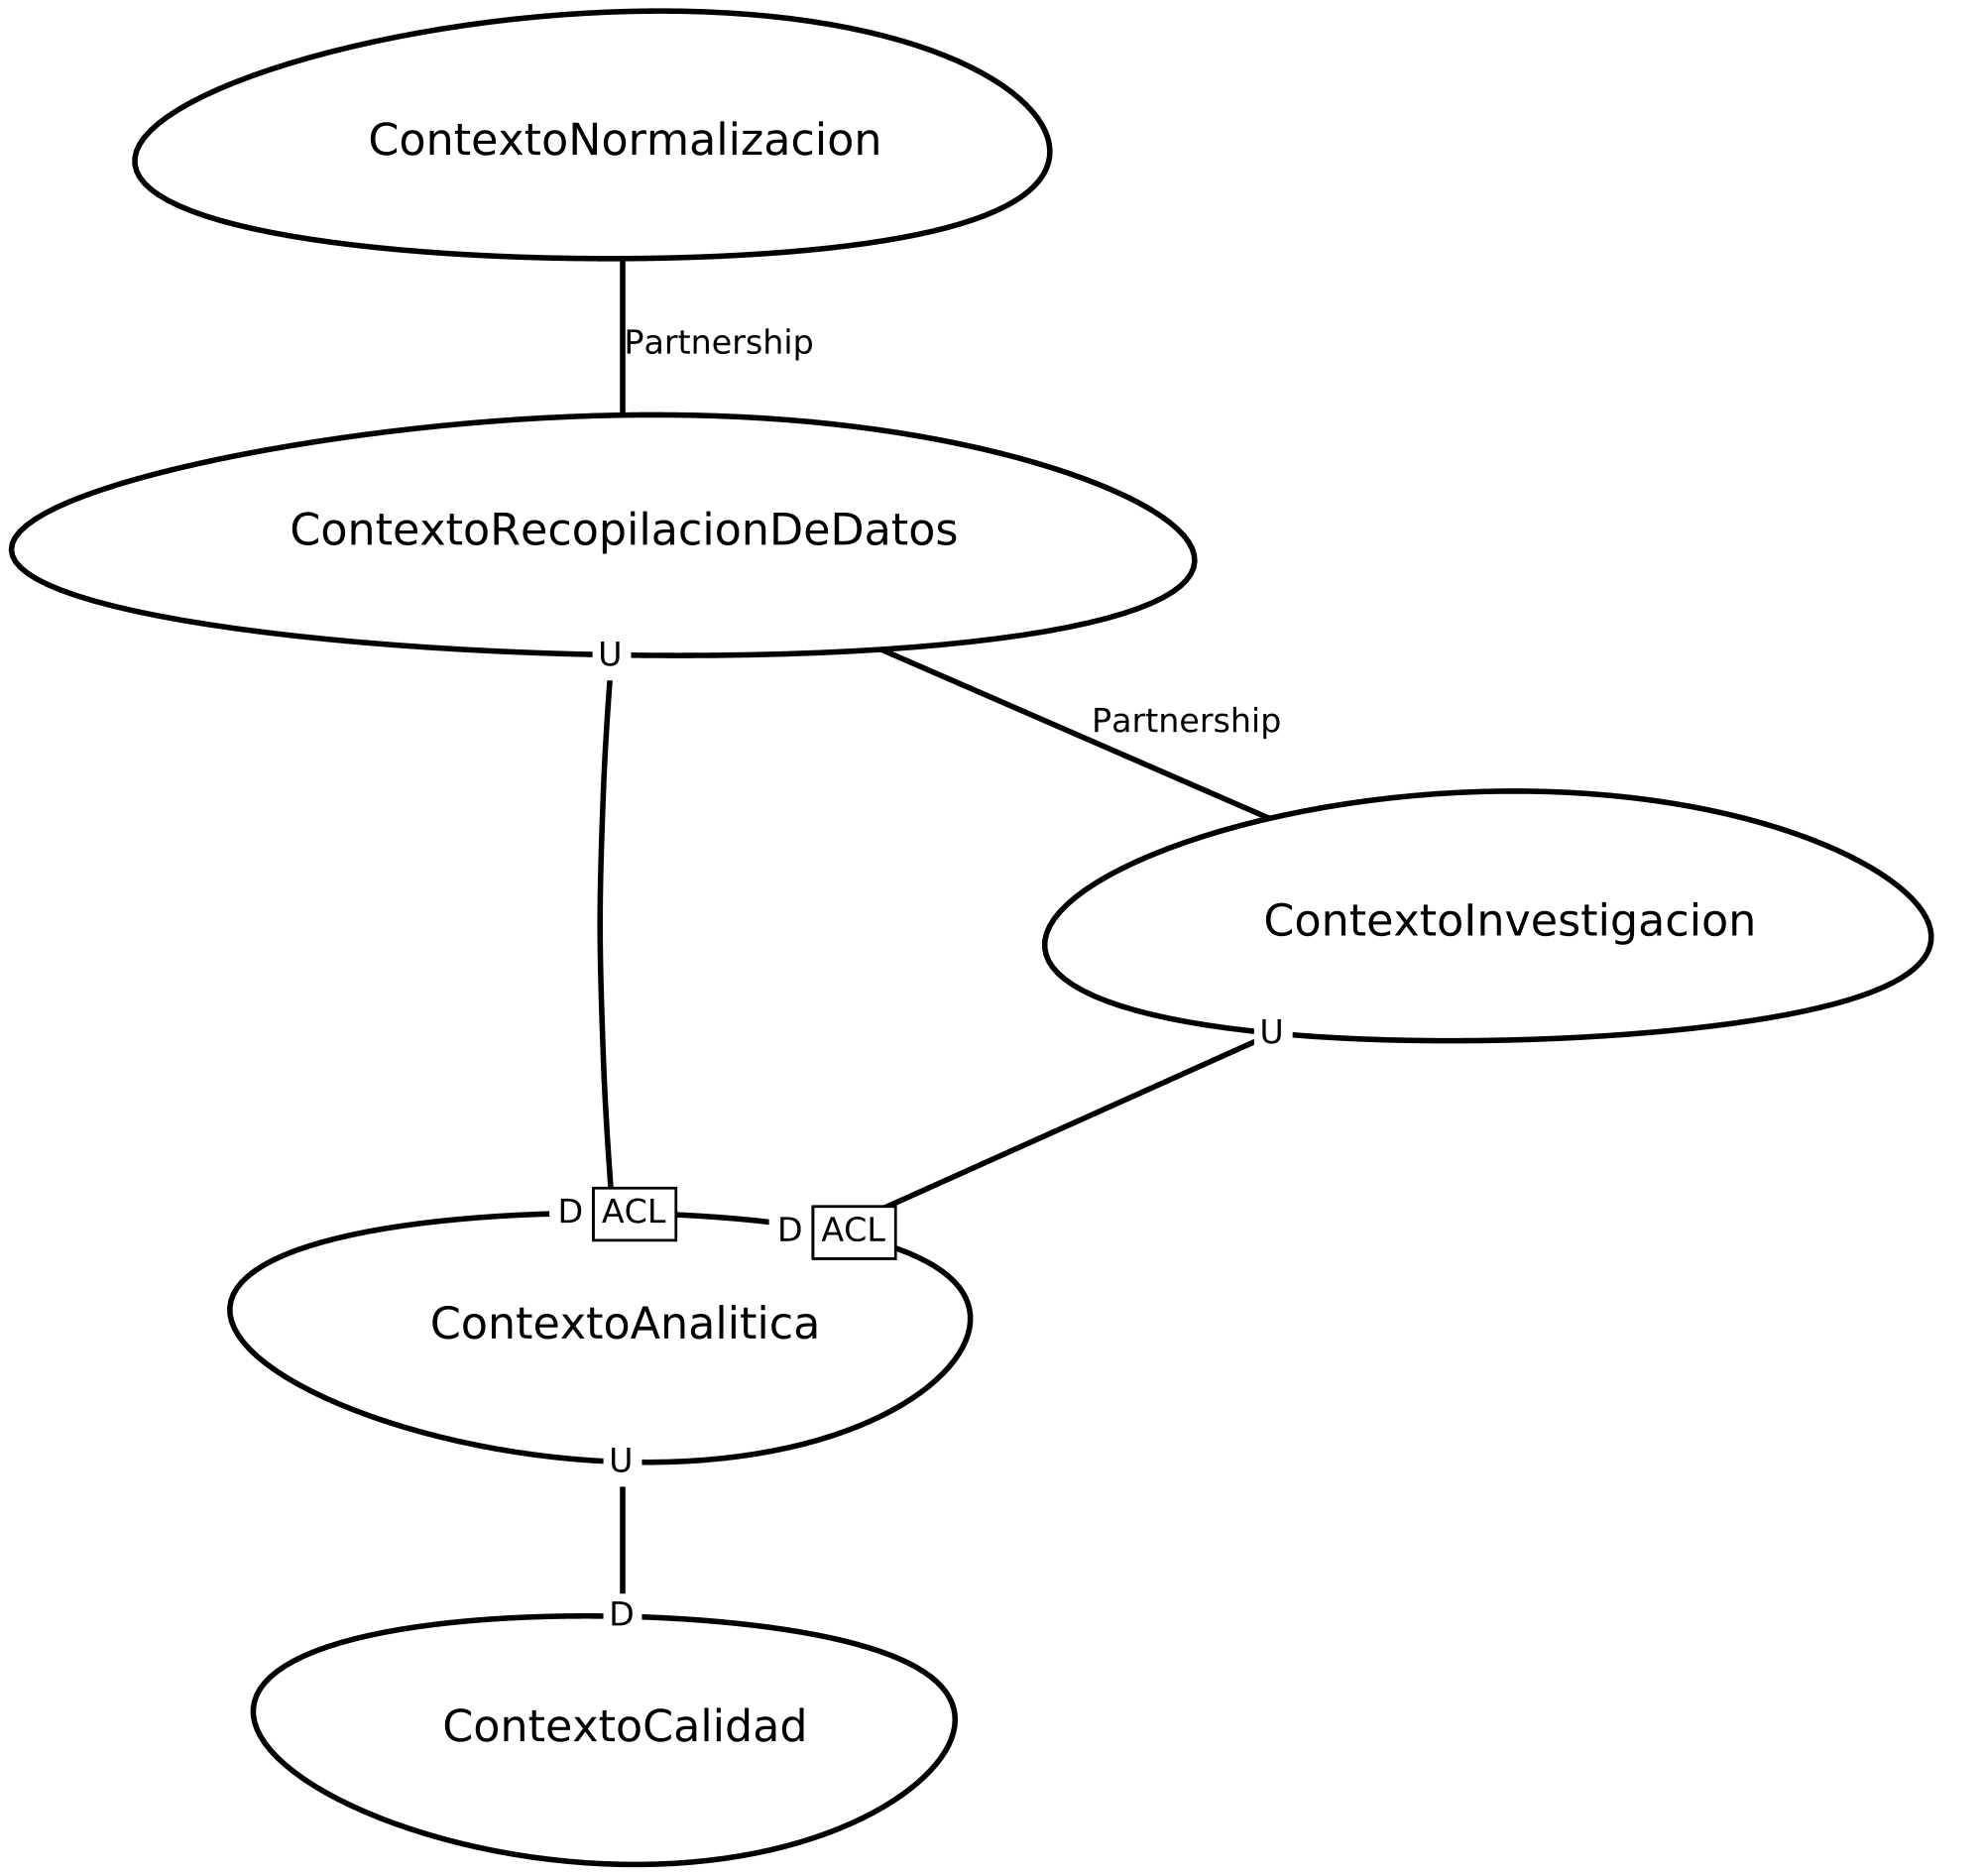 ContextoNormalizacion
Partnership
ContextoRecopilacionDeDatos
U
Partnership
ContextoInvestigacion
U
D ACL
D ACL
ContextoAnalitica
U
D
ContextoCalidad